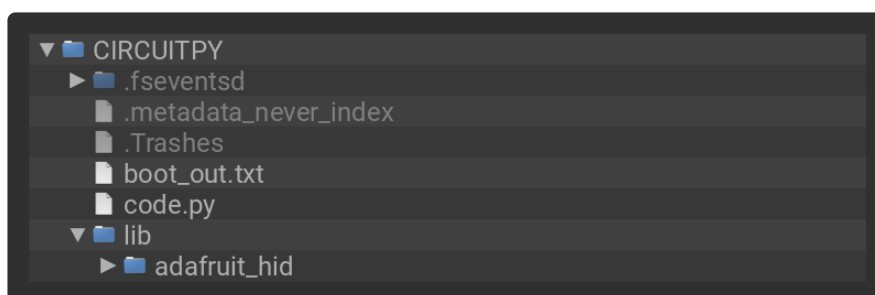 CIRCUITPY
.fseventsd
.metadata_never_index
.Trashes
boot_out.txt
code.py
lib
adafruit_hid